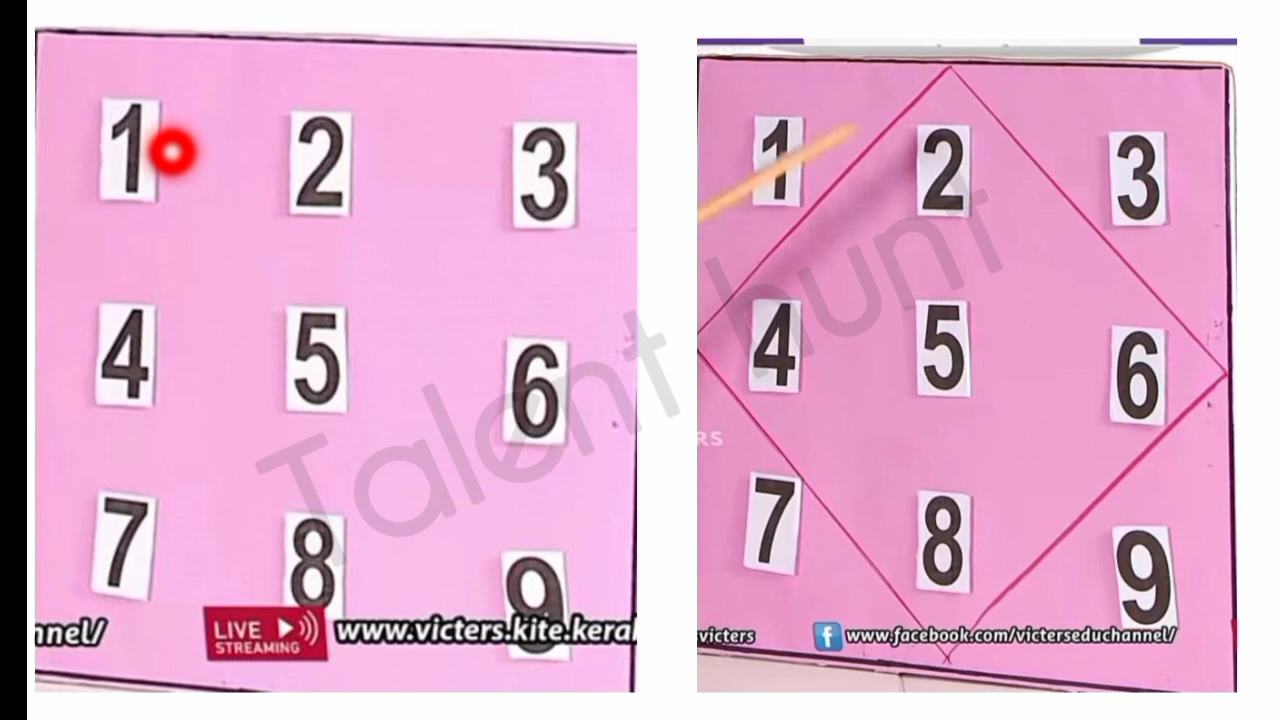 1 2 3
4 5 6
7 8 9
nnel/ LIVE STREAMING www.victers.kite.keral
1 2 3
4 5 6
RS
7 8 9
victers www.facebook.com/victerseduchannel/
Talent hunt